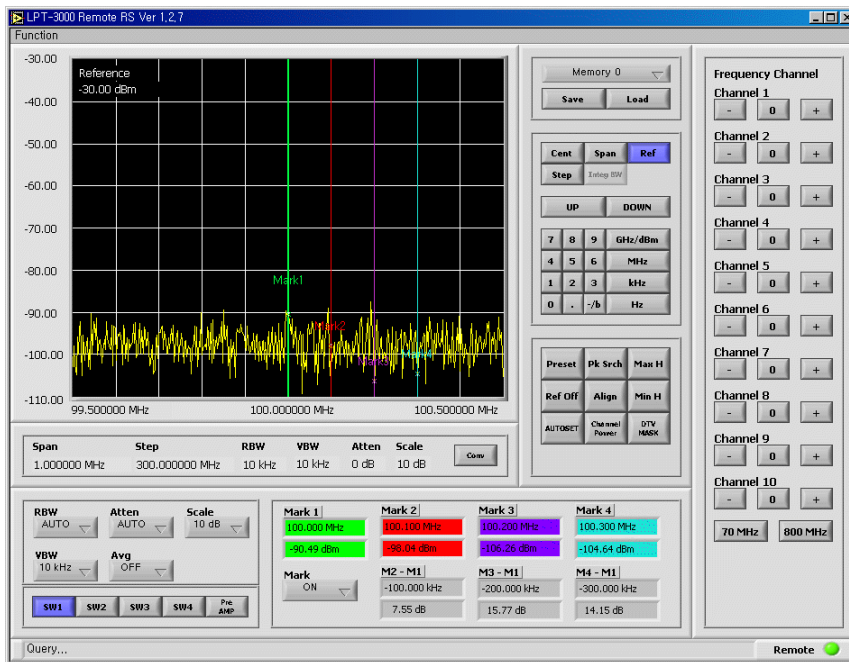 LPT-3000 Remote RS Ver 1,2,7
Function
-30.00
-40.00
-50.00
-60.00
-70.00
-80.00
-90.00
-100.00
-110.00
Reference
-30.00 dBm
Mark1
Mark2
Mark3
Mark4
99.500000 MHz
100.000000 MHz
100.500000 MHz
Span
Step
RBW
VBW
Atten
Scale
1.000000 MHz
300.000000 MHz
10 kHz
10 kHz
0 dB
10 dB
Conv
RBW
Atten
Scale
AUTO
AUTO
10 dB
VBW
Avg
10 kHz
OFF
SW1
SW2
SW3
SW4
Pre
AMP
Mark 1
Mark 2
Mark 3
Mark 4
100.000 MHz
100.100 MHz
100.200 MHz
100.300 MHz
-90.49 dBm
-98.04 dBm
-106.26 dBm
-104.64 dBm
Mark
ON
M2 - M1
M3 - M1
M4 - M1
-100.000 kHz
-200.000 kHz
-300.000 kHz
7.55 dB
15.77 dB
14.15 dB
Memory 0
Save
Load
Cent
Span
Ref
Step
Integ BW
UP
DOWN
7
8
9
GHz/dBm
4
5
6
MHz
1
2
3
kHz
0
.
-/b
Hz
Preset
Pk Srch
Max H
Ref Off
Align
Min H
AUTOSET
Channel
Power
DTV
MASK
Frequency Channel
Channel 1
- 0 +
Channel 2
- 0 +
Channel 3
- 0 +
Channel 4
- 0 +
Channel 5
- 0 +
Channel 6
- 0 +
Channel 7
- 0 +
Channel 8
- 0 +
Channel 9
- 0 +
Channel 10
- 0 +
70 MHz
800 MHz
Query...
Remote